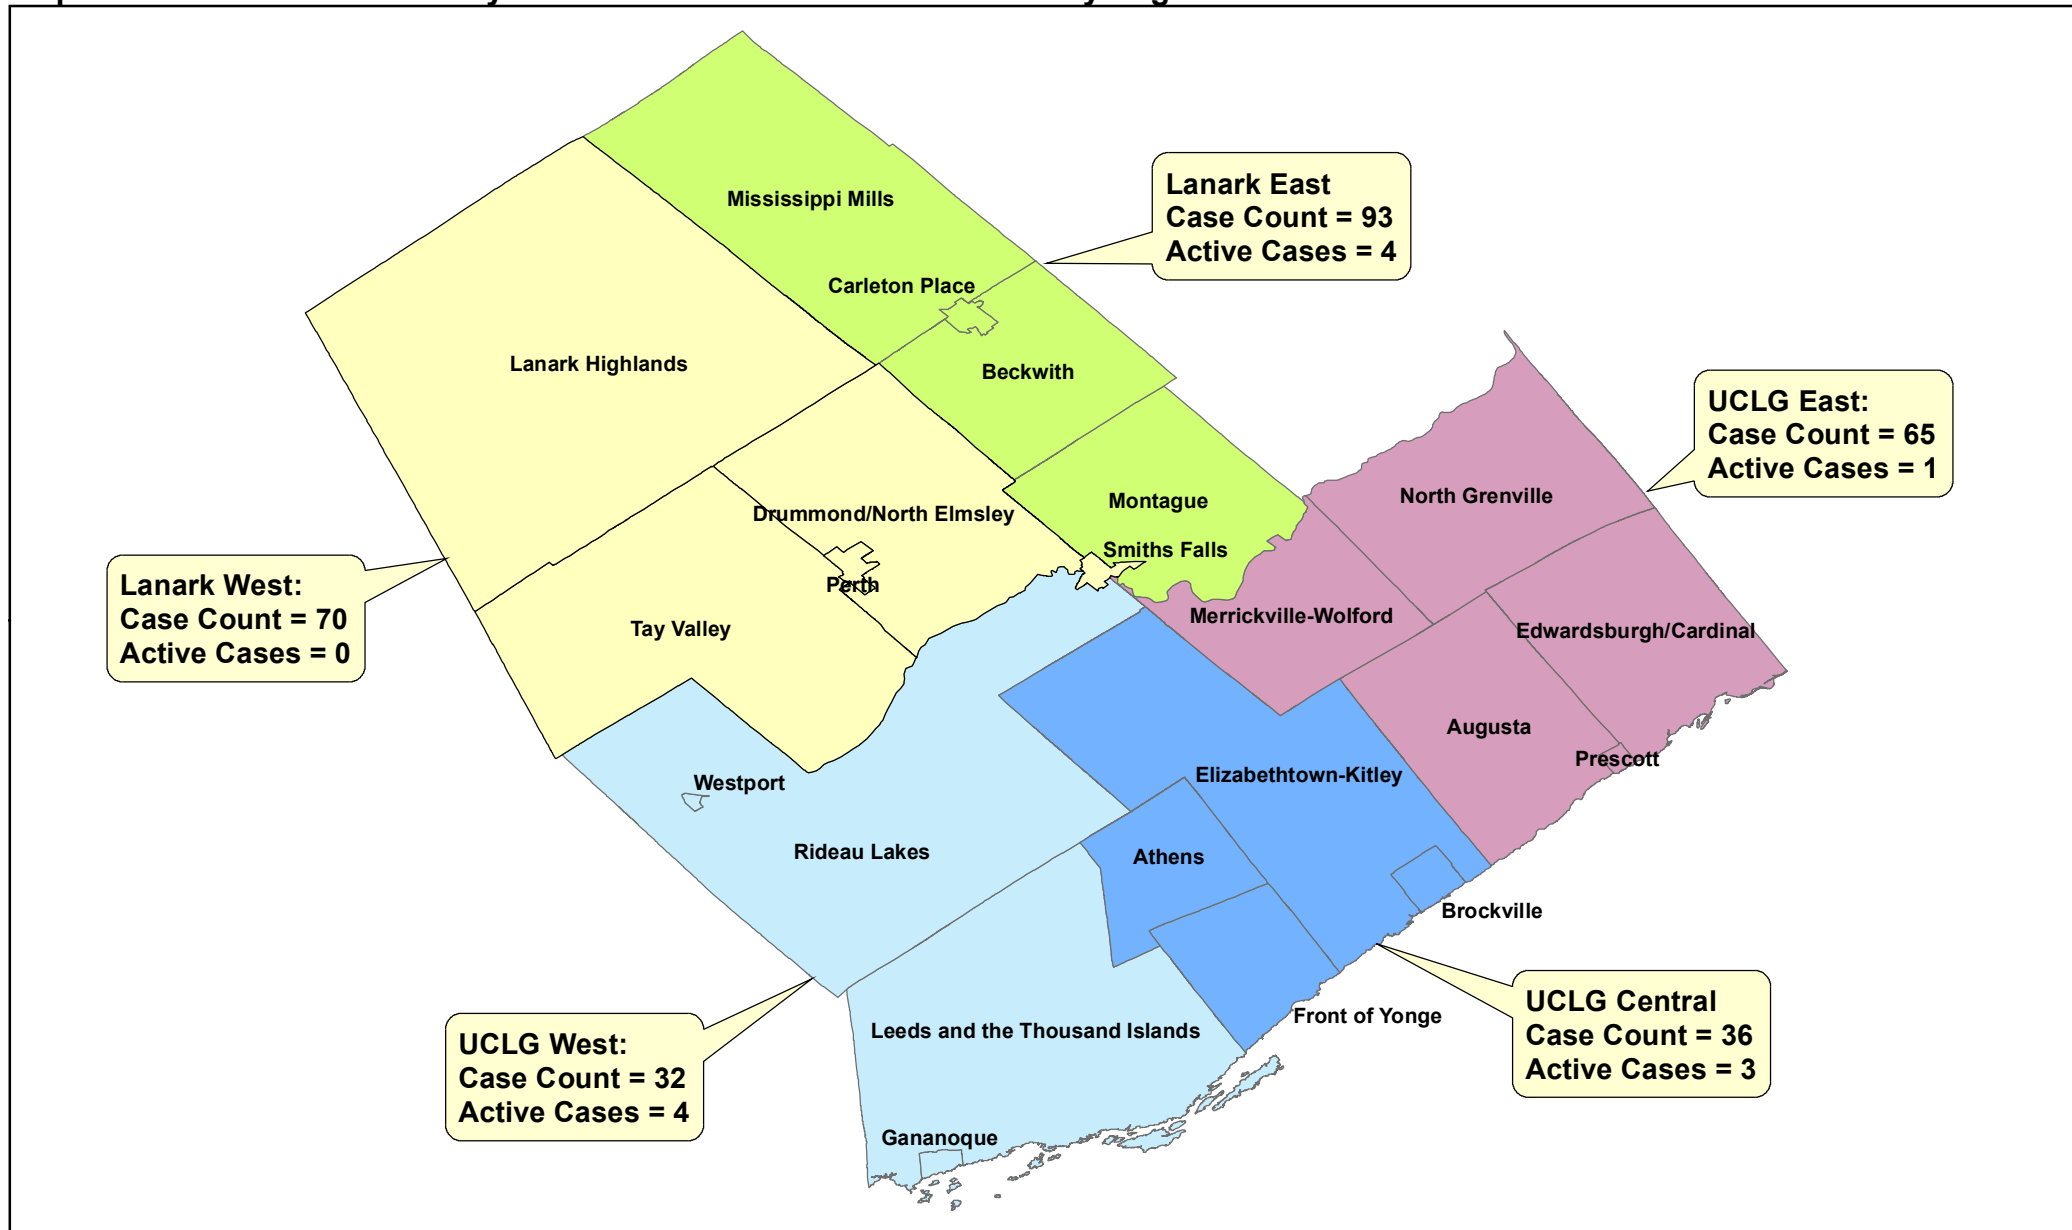 Mississippi Mills
Lanark East
Case Count = 93
Active Cases = 4
Carleton Place
Lanark Highlands
Beckwith
UCLG East:
Case Count = 65
Active Cases = 1
North Grenville
Montague
Drummond/North Elmsley
Smiths Falls
Perth
Lanark West:
Case Count = 70
Active Cases = 0
Tay Valley
Merrickville-Wolford
Edwardsburgh/Cardinal
Augusta
Prescott
Elizabethtown-Kitley
Westport
Rideau Lakes
Athens
Brockville
UCLG Central
Case Count = 36
Active Cases = 3
Front of Yonge
Leeds and the Thousand Islands
UCLG West:
Case Count = 32
Active Cases = 4
Gananoque